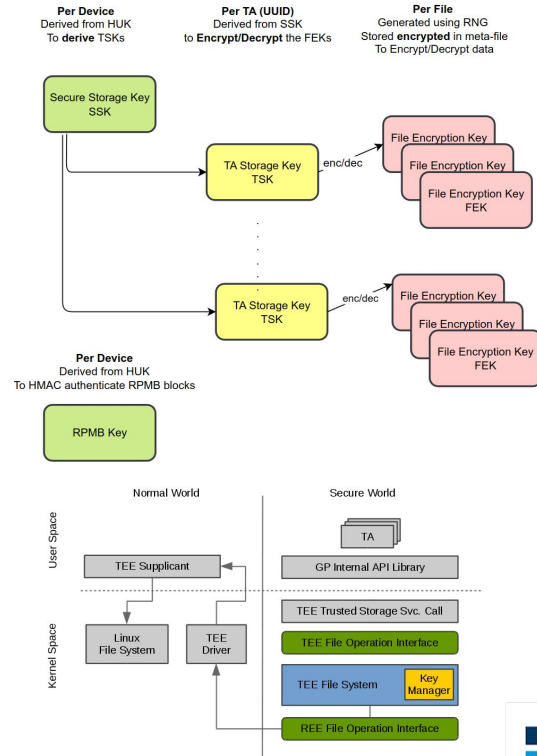 Per Device
Derived from HUK
To derive TSKs
Per TA (UUID)
Derived from SSK
to Encrypt/Decrypt the FEKs
Per File
Generated using RNG
Stored encrypted in meta-file
To Encrypt/Decrypt data
Secure Storage Key
SSK
TA Storage Key
TSK
enc/dec
File Encryption Key
File Encryption Key
File Encryption Key
FEK
TA Storage Key
TSK
enc/dec
File Encryption Key
File Encryption Key
File Encryption Key
FEK
Per Device
Derived from HUK
To HMAC authenticate RPMB blocks
RPMB Key
Normal World
Secure World
User Space
Kernel Space
TA
TEE Supplicant
GP Internal API Library
TEE Trusted Storage Svc. Call
Linux
File System
TEE
Driver
TEE File Operation Interface
TEE File System
Key
Manager
REE File Operation Interface